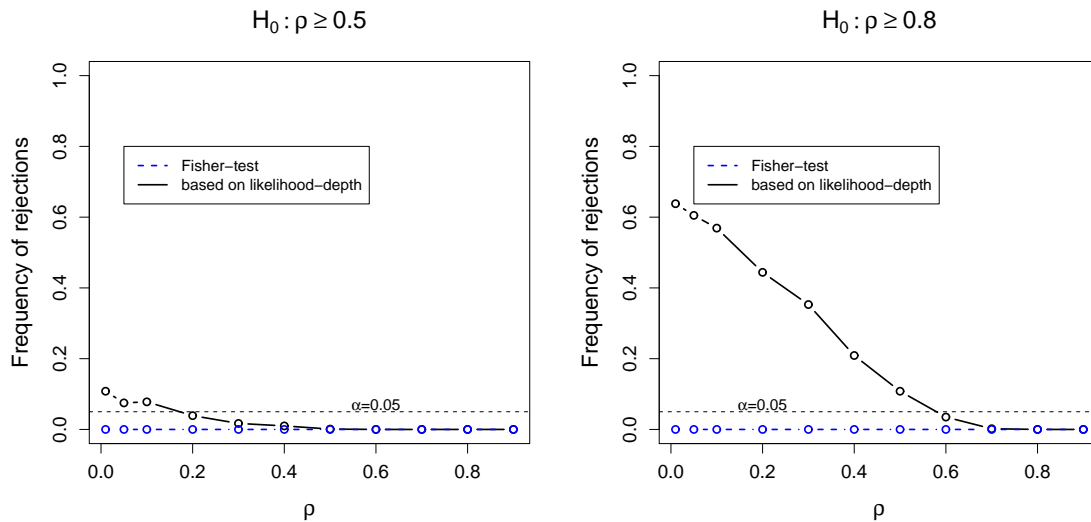 H₀ : ρ ≥ 0.5
Frequency of rejections
1.0
0.8
0.6
0.4
0.2
0.0
Fisher−test
based on likelihood−depth
α=0.05
0.0 0.2 0.4 0.6 0.8
ρ
H₀ : ρ ≥ 0.8
Frequency of rejections
1.0
0.8
0.6
0.4
0.2
0.0
Fisher−test
based on likelihood−depth
α=0.05
0.0 0.2 0.4 0.6 0.8
ρ